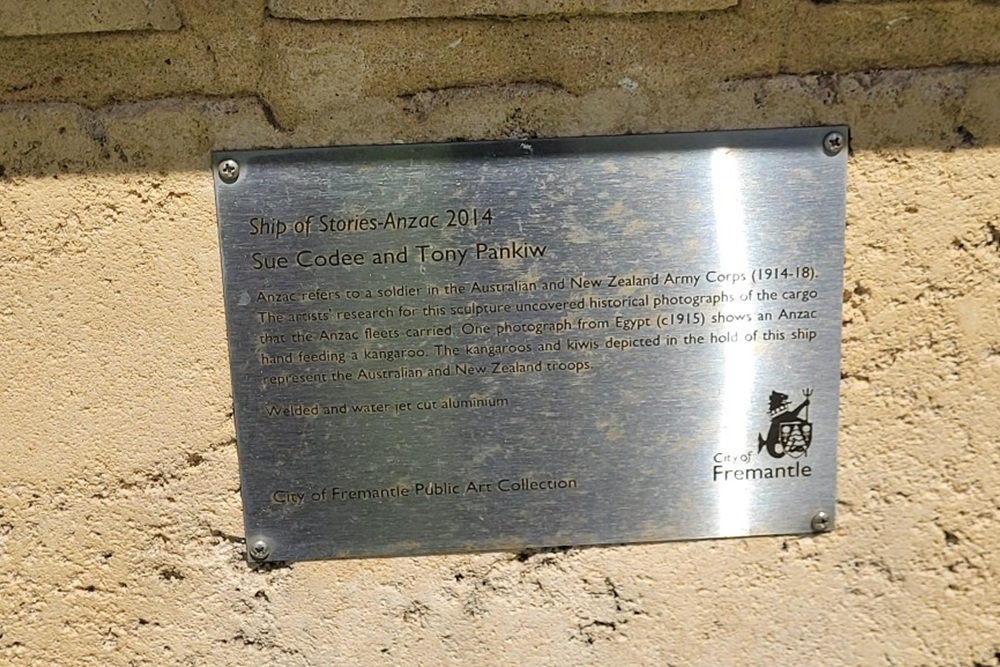 Ship of Stories-Anzac 2014
Sue Codee and Tony Pankiw
Anzac refers to a soldier in the Australian and New Zealand Army Corps (1914-18).
The artists' research for this sculpture uncovered historical photographs of the cargo
that the Anzac fleets carried. One photograph from Egypt (c1915) shows an Anzac
hand feeding a kangaroo. The kangaroos and kiwis depicted in the hold of this ship
represent the Australian and New Zealand troops.
Welded and water jet cut aluminium
City of
Fremantle
City of Fremantle Public Art Collection